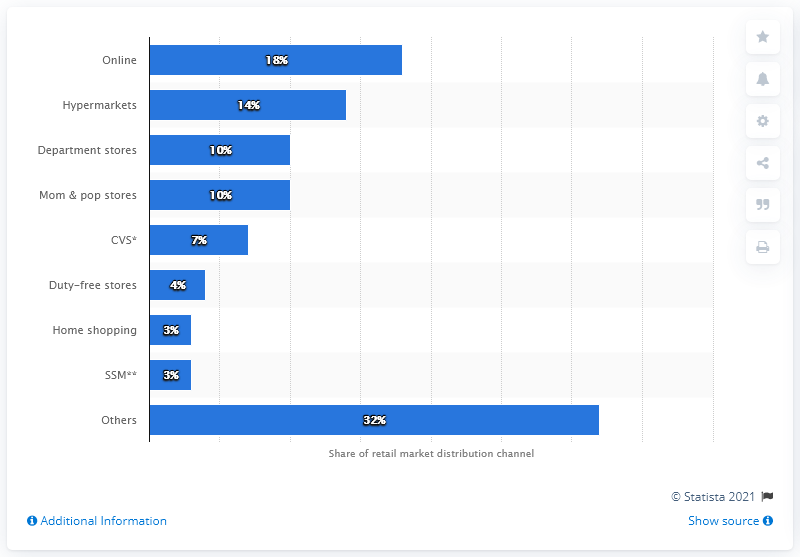 Online 18%
Hypermarkets 14%
Department stores 10%
Mom & pop stores 10%
CVS* 7%
Duty-free stores 4%
Home shopping 3%
SSM** 3%
Others 32%
Share of retail market distribution channel
© Statista 2021
Additional Information Show source